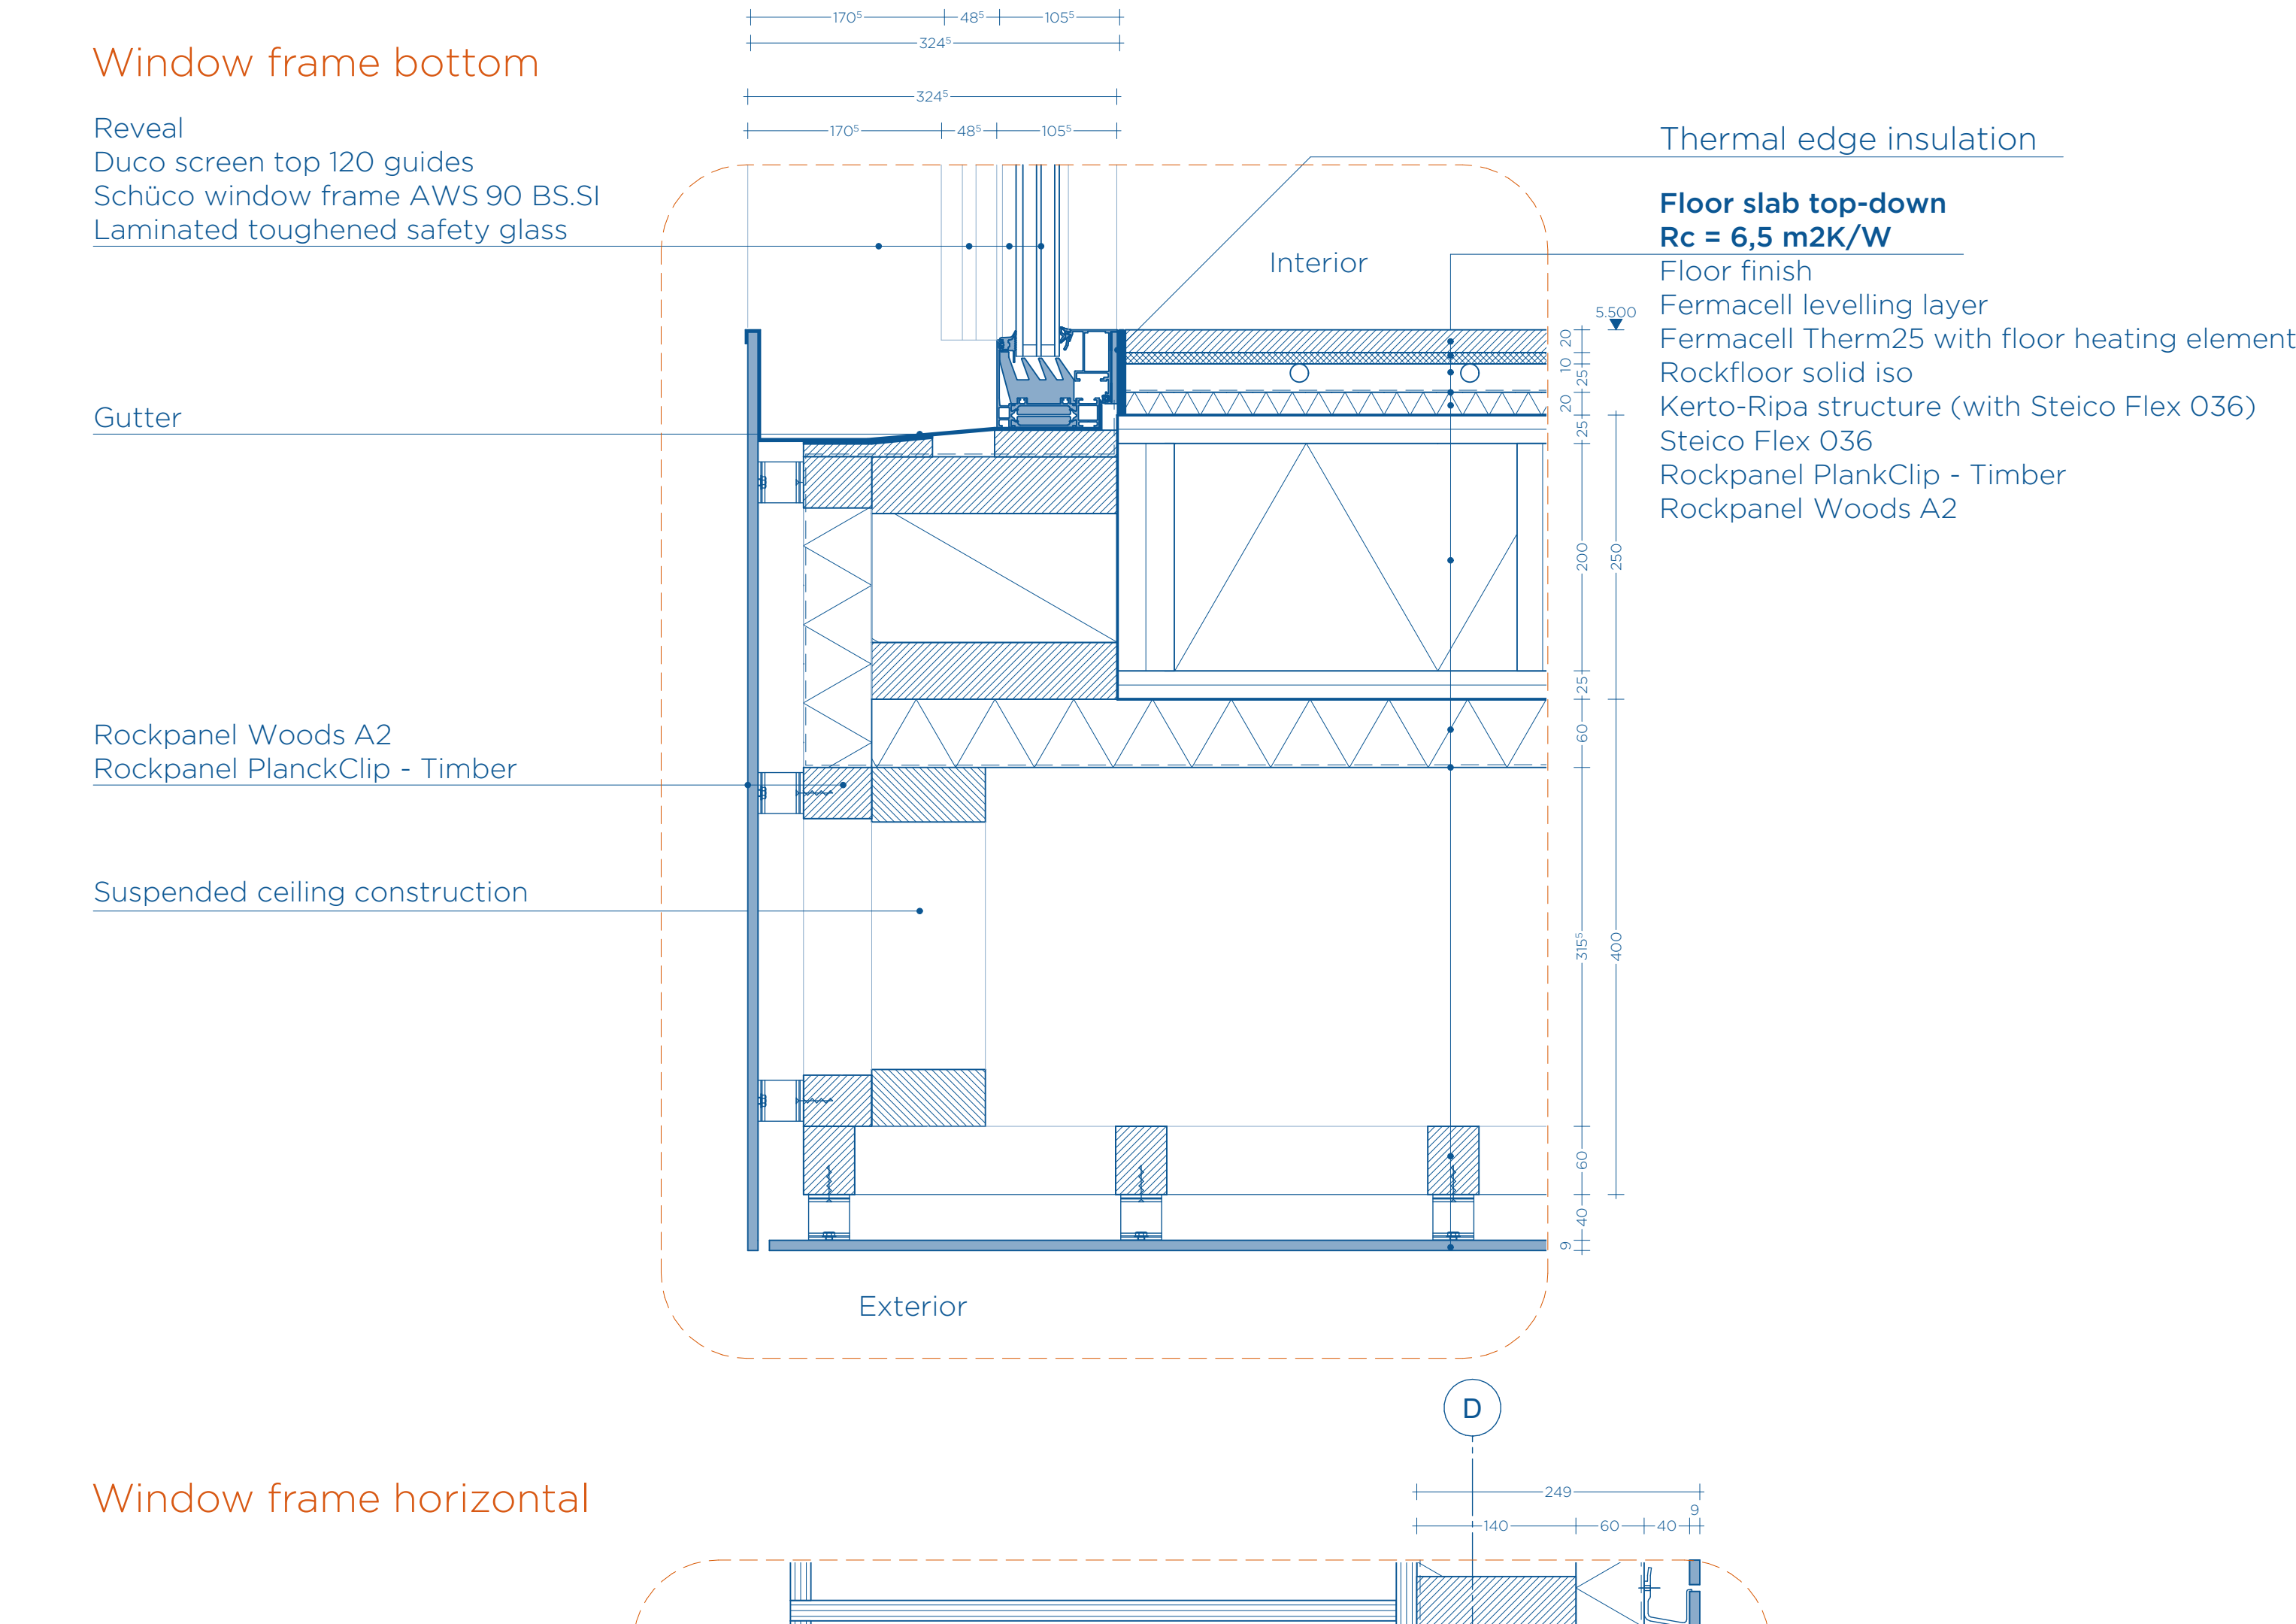 170⁵ 48⁵ 105⁵
324⁵
Window frame bottom
324⁵
170⁵ 48⁵ 105⁵
Reveal
Duco screen top 120 guides
Schüco window frame AWS 90 BS.SI
Laminated toughened safety glass
Thermal edge insulation
Floor slab top-down
Rc = 6,5 m2K/W
Floor finish
Fermacell levelling layer
Fermacell Therm25 with floor heating element
Rockfloor solid iso
Kerto-Ripa structure (with Steico Flex 036)
Steico Flex 036
Rockpanel PlankClip - Timber
Rockpanel Woods A2
Interior
5.500
20
10
25
20
25
200
250
25
60
315⁵
400
60
40
9
Gutter
Rockpanel Woods A2
Rockpanel PlanckClip - Timber
Suspended ceiling construction
Exterior
D
Window frame horizontal
249
9
140 60 40